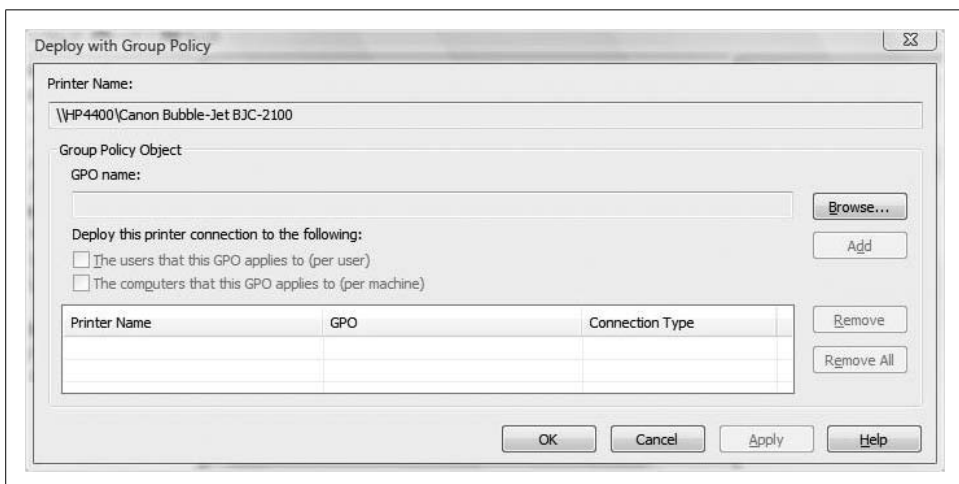 Deploy with Group Policy
Printer Name:
\\HP4400\Canon Bubble-Jet BJC-2100
Group Policy Object
GPO name:
Browse...
Deploy this printer connection to the following:
Add
The users that this GPO applies to (per user)
The computers that this GPO applies to (per machine)
Printer Name GPO Connection Type
Remove
Remove All
OK Cancel Apply Help